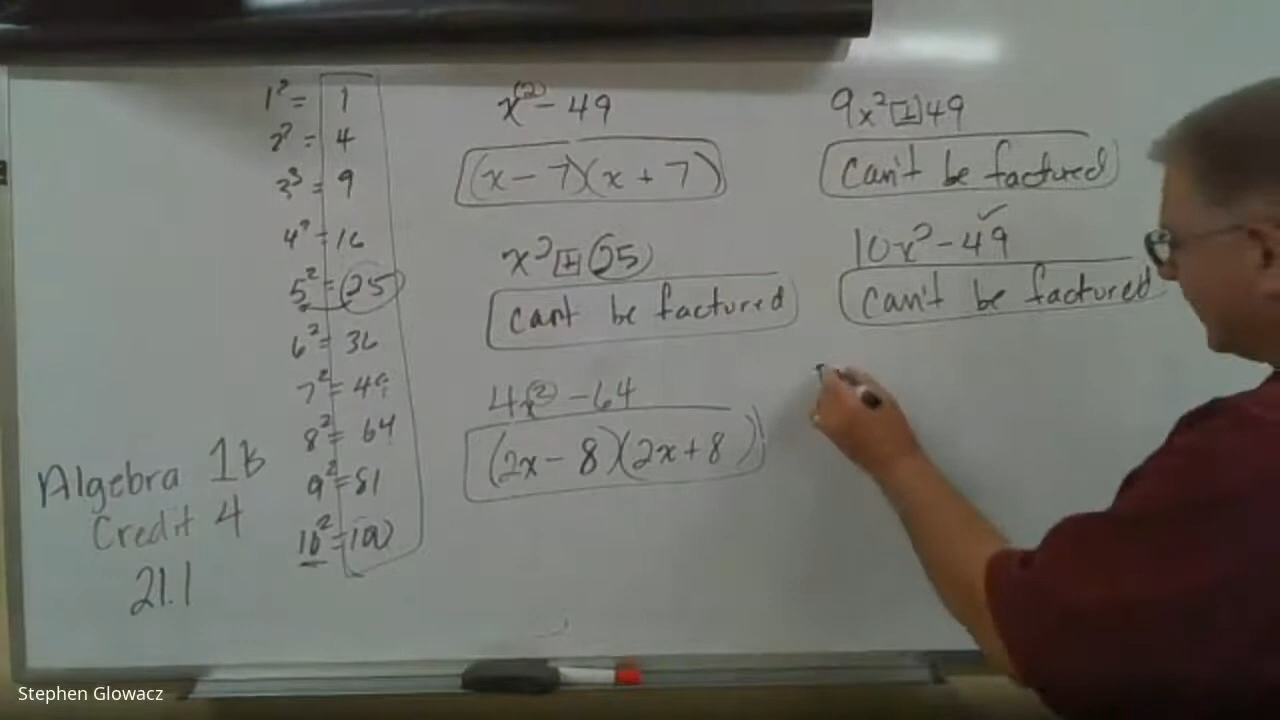 1² = 1
2² = 4
3³ = 9
4² = 16
5² = 25
6² = 36
7² = 49
8² = 64
9² = 81
10² = 100
Algebra 1B
Credit 4
21.1
x⁽²⁾ - 49
(x - 7)(x + 7)
x² + 25
can't be factured
4x² - 64
(2x - 8)(2x + 8)
9x² + 49
can't be factured
10x² - 49 ✓
can't be factured
Stephen Glowacz